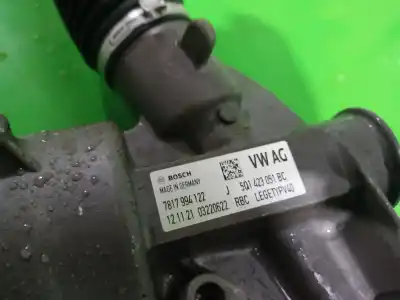 BOSCH
MADE IN GERMANY
VW AG
7817 994 122 J 5Q1 423 051 BC
12.11.21 03220622 RBC LEGETYPV40